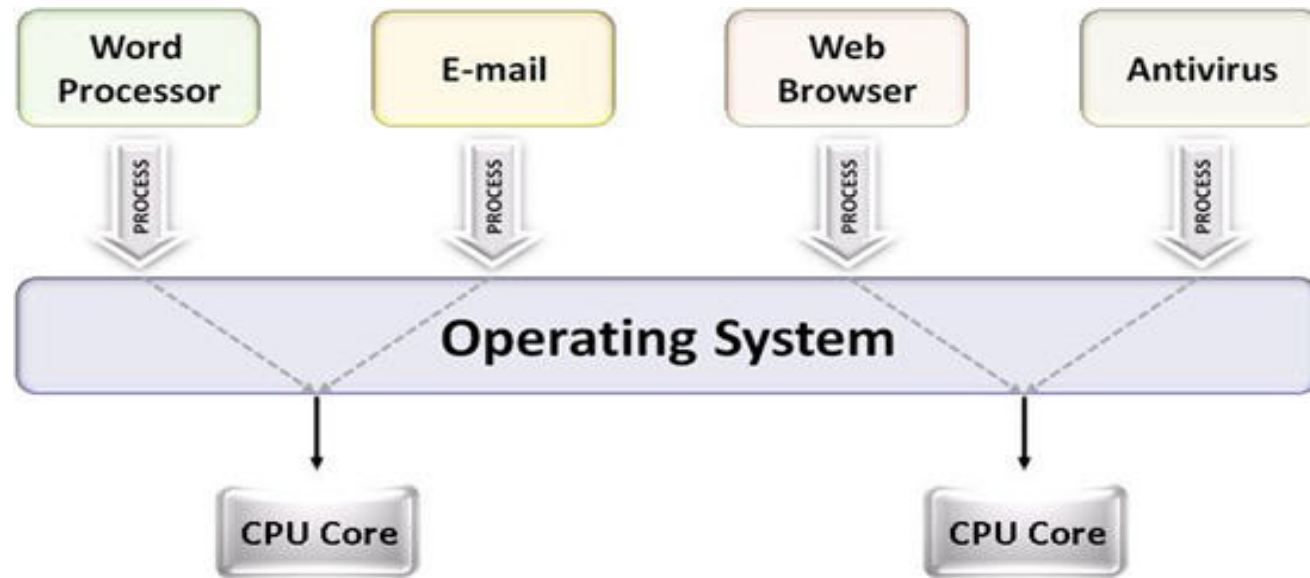 Word
Processor
E-mail
Web
Browser
Antivirus
PROCESS
PROCESS
PROCESS
PROCESS
Operating System
CPU Core
CPU Core